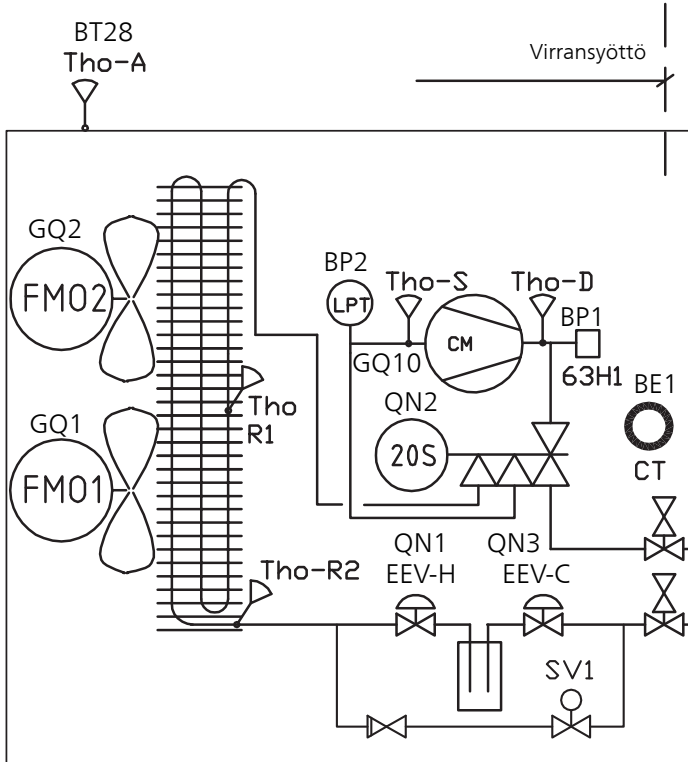 BT28
Tho-A
Virransyöttö
GQ2
FM02
BP2
LPT
Tho-S
Tho-D
BP1
CM
GQ10
63H1
BE1
CT
QN2
20S
Tho
R1
GQ1
FM01
QN1
EEV-H
QN3
EEV-C
Tho-R2
SV1